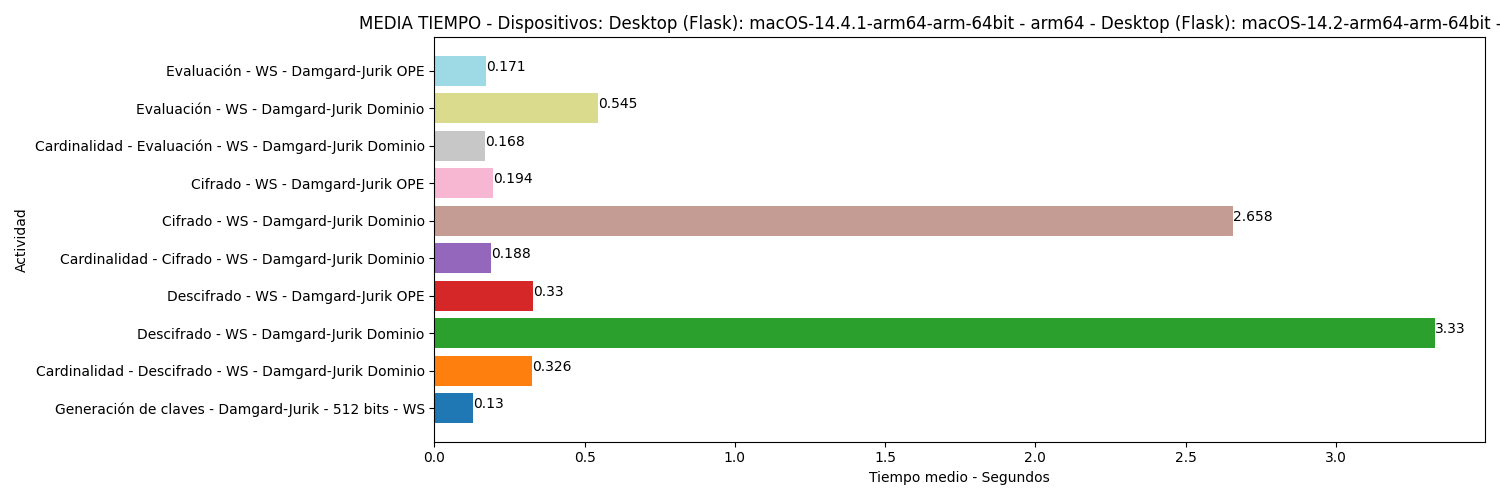 MEDIA TIEMPO - Dispositivos: Desktop (Flask): macOS-14.4.1-arm64-arm-64bit - arm64 - Desktop (Flask): macOS-14.2-arm64-arm-64bit -
Evaluación - WS - Damgard-Jurik OPE 0.171
Evaluación - WS - Damgard-Jurik Dominio 0.545
Cardinalidad - Evaluación - WS - Damgard-Jurik Dominio 0.168
Cifrado - WS - Damgard-Jurik OPE 0.194
Cifrado - WS - Damgard-Jurik Dominio 2.658
Cardinalidad - Cifrado - WS - Damgard-Jurik Dominio 0.188
Descifrado - WS - Damgard-Jurik OPE 0.33
Descifrado - WS - Damgard-Jurik Dominio 3.33
Cardinalidad - Descifrado - WS - Damgard-Jurik Dominio 0.326
Generación de claves - Damgard-Jurik - 512 bits - WS 0.13
Actividad
0.0 0.5 1.0 1.5 2.0 2.5 3.0
Tiempo medio - Segundos